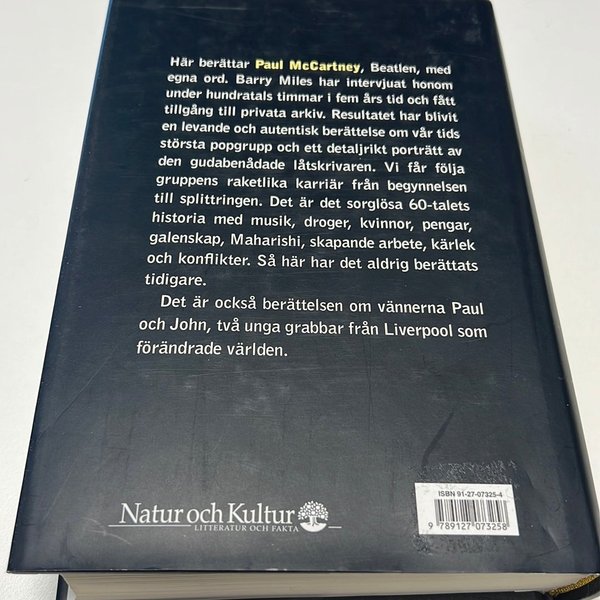 Här berättar Paul McCartney, Beatlen, med
egna ord. Barry Miles har intervjuat honom
under hundratals timmar i fem års tid och fått
tillgång till privata arkiv. Resultatet har blivit
en levande och autentisk berättelse om vår tids
största popgrupp och ett detaljrikt porträtt av
den gudabenådade låtskrivaren. Vi får följa
gruppens raketlika karriär från begynnelsen
till splittringen. Det är det sorglösa 60-talets
historia med musik, droger, kvinnor, pengar,
galenskap, Maharishi, skapande arbete, kärlek
och konflikter. Så här har det aldrig berättats
tidigare.
Det är också berättelsen om vännerna Paul
och John, två unga grabbar från Liverpool som
förändrade världen.
ISBN 91-27-07325-4
9 789127 073258
Natur och Kultur
LITTERATUR OCH FAKTA